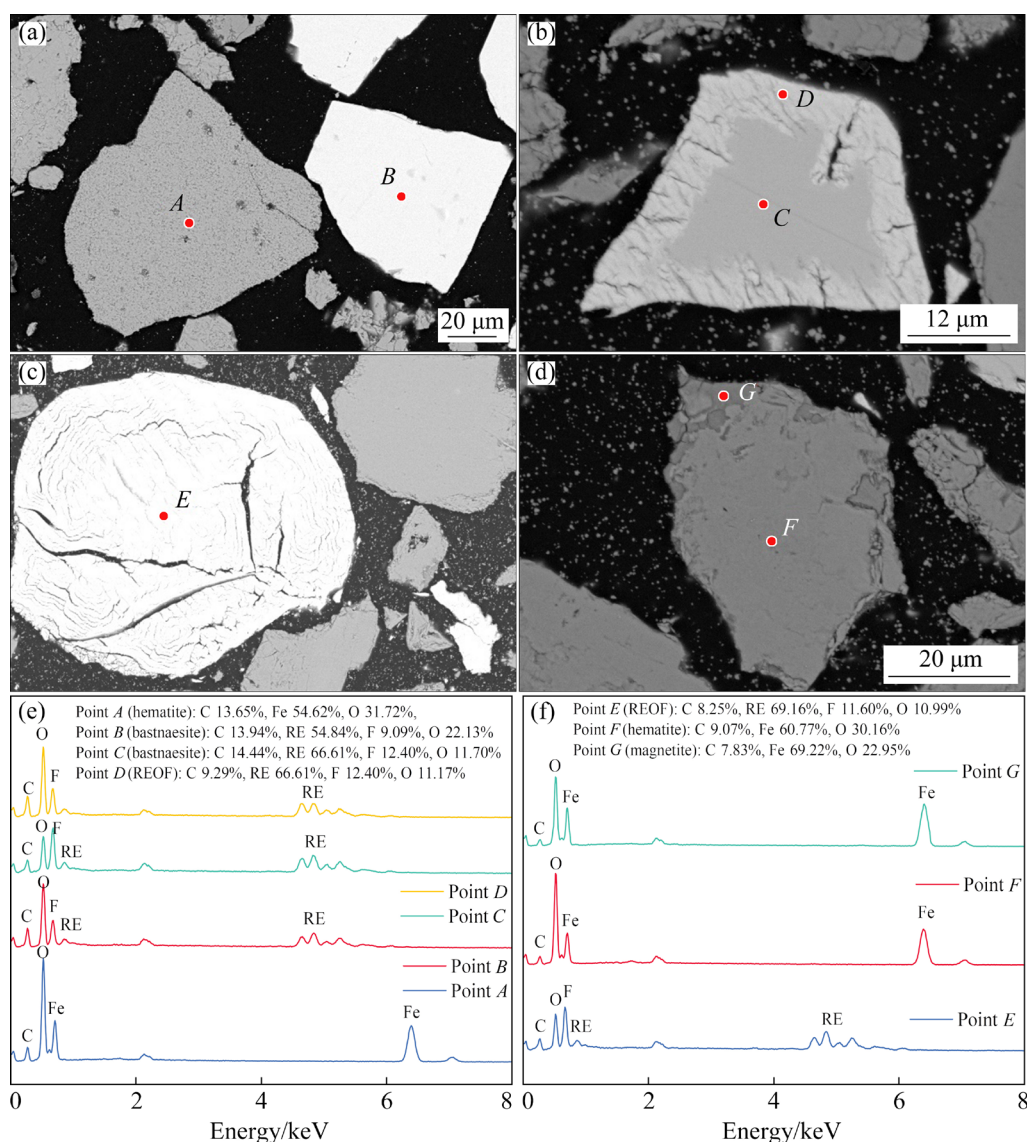 (a)
A
B
20 μm
(b)
D
C
12 μm
(c)
E
(d)
G
F
20 μm
(e)
Point A (hematite): C 13.65%, Fe 54.62%, O 31.72%,
Point B (bastnaesite): C 13.94%, RE 54.84%, F 9.09%, O 22.13%
Point C (bastnaesite): C 14.44%, RE 66.61%, F 12.40%, O 11.70%
Point D (REOF): C 9.29%, RE 66.61%, F 12.40%, O 11.17%
O
C
F
RE
Point D
O
F
C
RE
RE
Point C
O
C
F
RE
RE
Point B
O
Point A
C
Fe
Fe
0 2 4 6 8
Energy/keV
(f)
Point E (REOF): C 8.25%, RE 69.16%, F 11.60%, O 10.99%
Point F (hematite): C 9.07%, Fe 60.77%, O 30.16%
Point G (magnetite): C 7.83%, Fe 69.22%, O 22.95%
O
Point G
C
Fe
Fe
O
Point F
C
Fe
Fe
O
F
C
RE
RE
Point E
0 2 4 6 8
Energy/keV